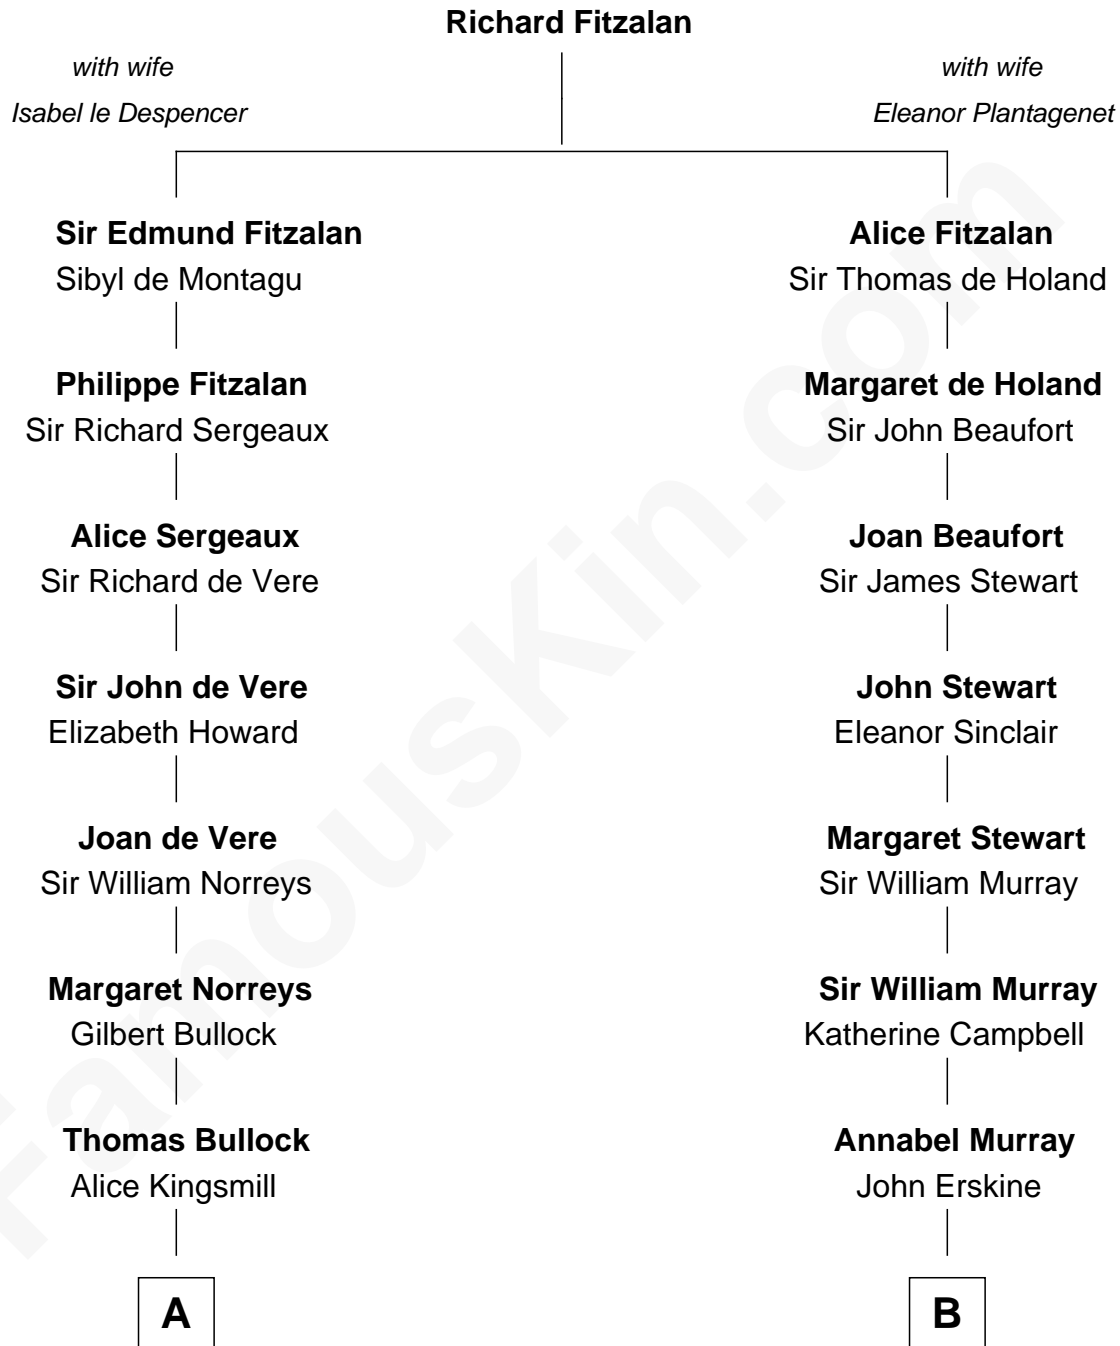 Richard Fitzalan
with wife
Isabel le Despencer
with wife
Eleanor Plantagenet
Sir Edmund Fitzalan
Sibyl de Montagu
Alice Fitzalan
Sir Thomas de Holand
Philippe Fitzalan
Sir Richard Sergeaux
Margaret de Holand
Sir John Beaufort
Alice Sergeaux
Sir Richard de Vere
Joan Beaufort
Sir James Stewart
Sir John de Vere
Elizabeth Howard
John Stewart
Eleanor Sinclair
Joan de Vere
Sir William Norreys
Margaret Stewart
Sir William Murray
Margaret Norreys
Gilbert Bullock
Sir William Murray
Katherine Campbell
Thomas Bullock
Alice Kingsmill
Annabel Murray
John Erskine
A
B
FamousKin.com